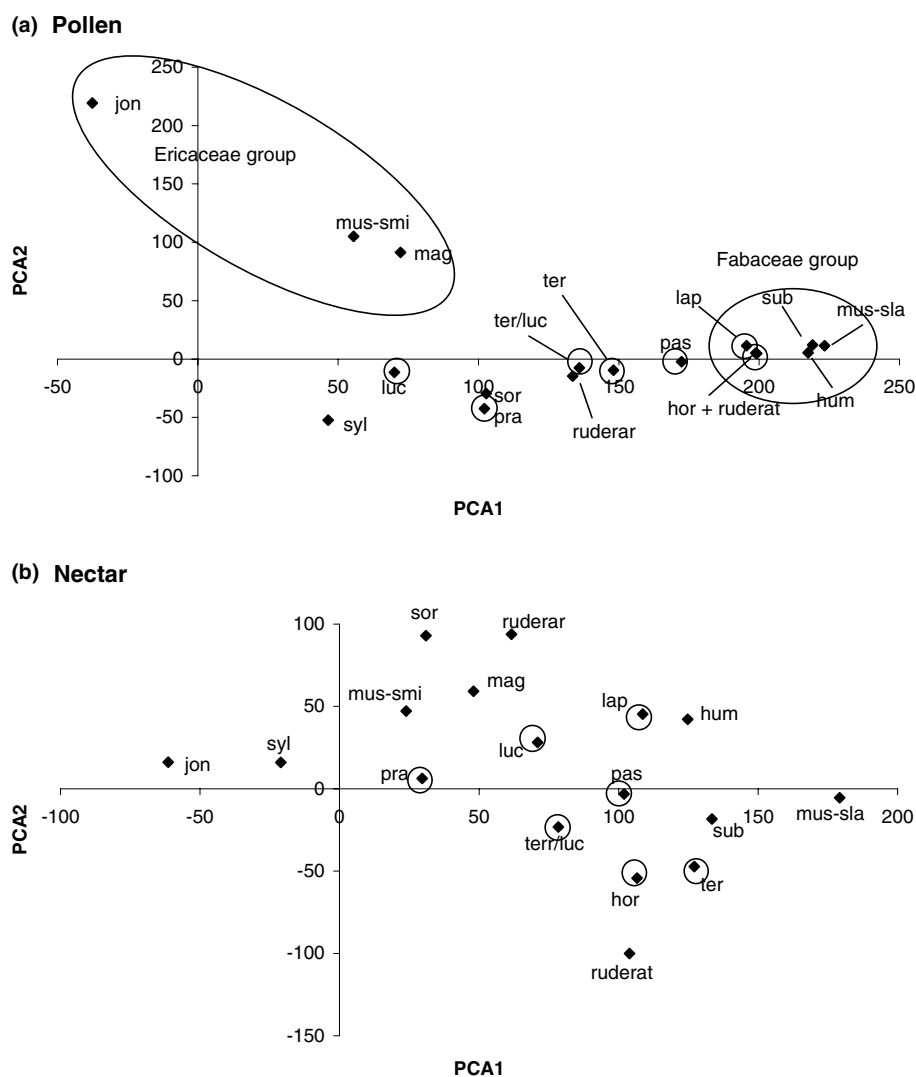 (a) Pollen
250
jon
200
Ericaceae group
150
mus-smi
100
mag
PCA2
Fabaceae group
50
ter
lap
sub
mus-sla
ter/luc
pas
0
-50
0
50
100
150
200
250
luc
sor
hor + ruderat
hum
-50
pra
syl
ruderar
-100
PCA1
(b) Nectar
100
sor
ruderar
mag
mus-smi
50
lap
hum
luc
syl
jon
pra
pas
0
-100
-50
0
50
100
150
200
PCA2
mus-sla
sub
terr/luc
-50
hor
ter
-100
ruderat
-150
PCA1